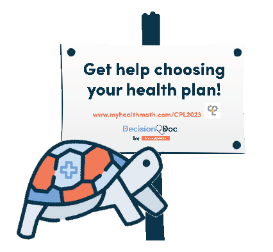 Get help choosing
your health plan!
www.myhealthmath.com/CPL2023
DecisionDoc